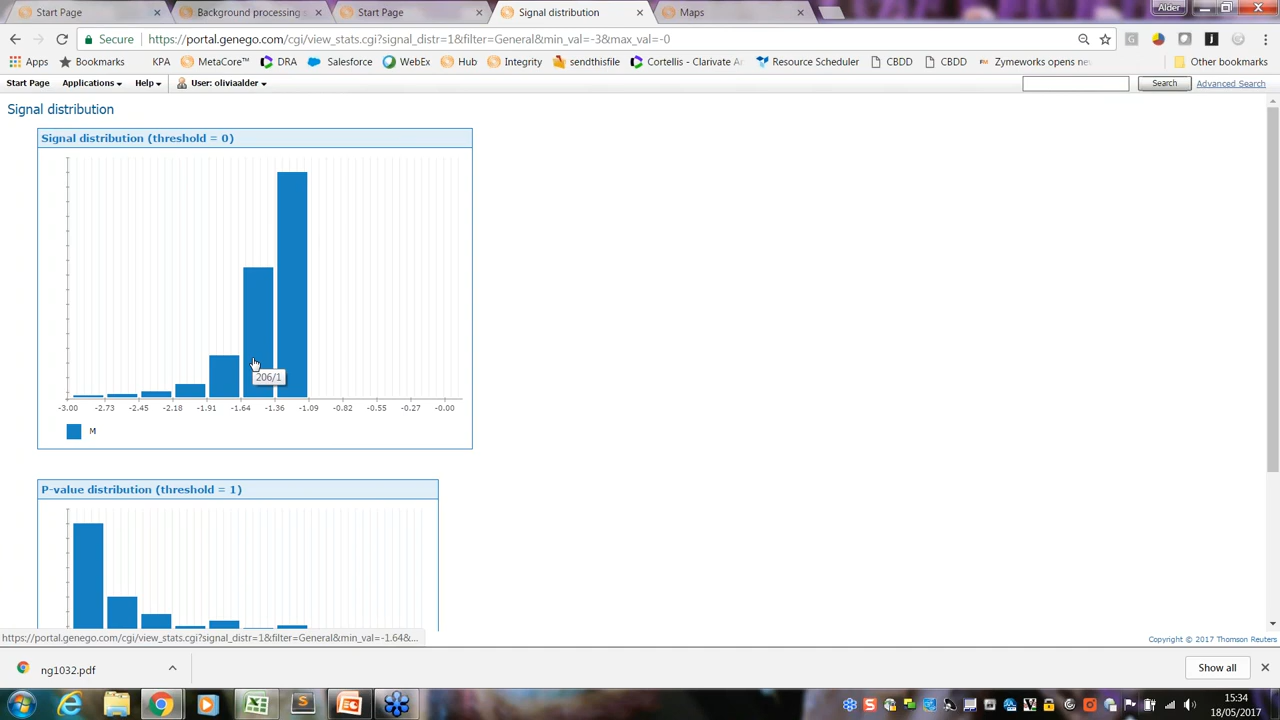 Start Page
Background processing s
Start Page
Signal distribution
Maps
Alder
Secure
https://portal.genego.com/cgi/view_stats.cgi?signal_distr=1&filter=General&min_val=-3&max_val=-0
Apps
Bookmarks
KPA
MetaCore™
DRA
Salesforce
WebEx
Hub
Integrity
sendthisfile
Cortellis - Clarivate A
Resource Scheduler
CBDD
CBDD
Zymeworks opens ne
Other bookmarks
Start Page
Applications
Help
User: oliviaalder
Search
Advanced Search
Signal distribution
Signal distribution (threshold = 0)
206/1
-3.00 -2.73 -2.45 -2.18 -1.91 -1.64 -1.36 -1.09 -0.82 -0.55 -0.27 -0.00
M
P-value distribution (threshold = 1)
https://portal.genego.com/cgi/view_stats.cgi?signal_distr=1&filter=General&min_val=-1.64&...
Copyright © 2017 Thomson Reuters
ng1032.pdf
Show all
15:34
18/05/2017